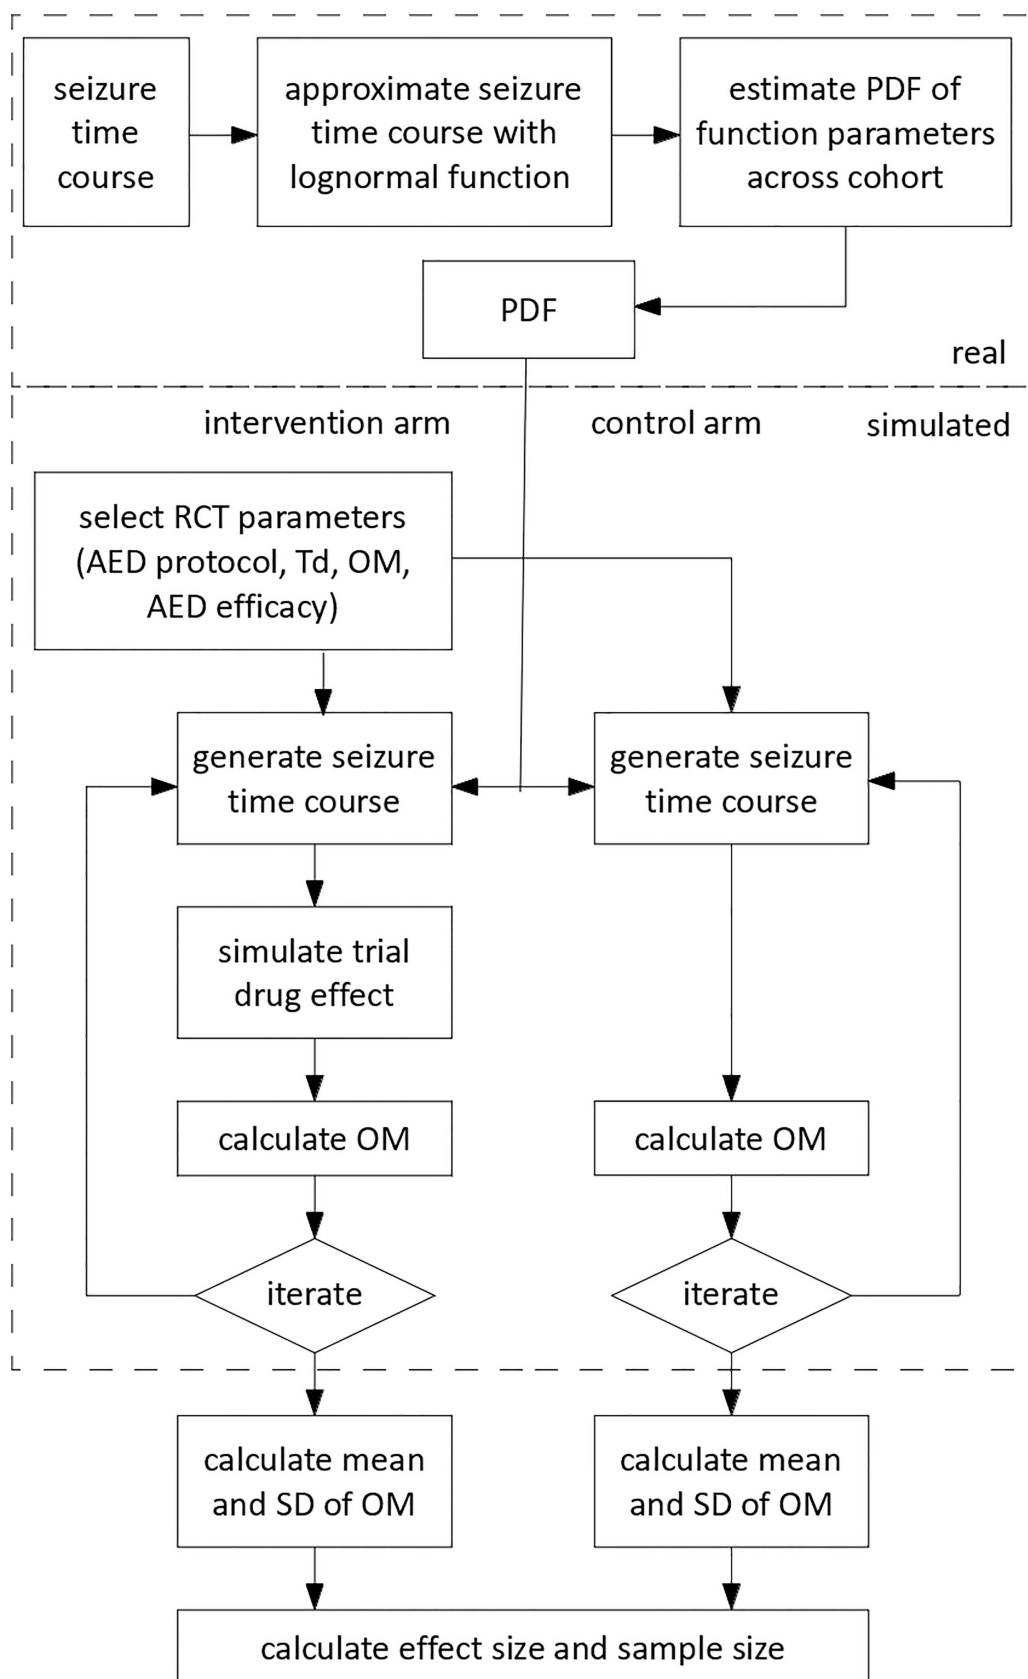 seizure
time
course
approximate seizure
time course with
lognormal function
estimate PDF of
function parameters
across cohort
PDF
real
intervention arm
control arm
simulated
select RCT parameters
(AED protocol, Td, OM,
AED efficacy)
generate seizure
time course
generate seizure
time course
simulate trial
drug effect
calculate OM
calculate OM
iterate
iterate
calculate mean
and SD of OM
calculate mean
and SD of OM
calculate effect size and sample size